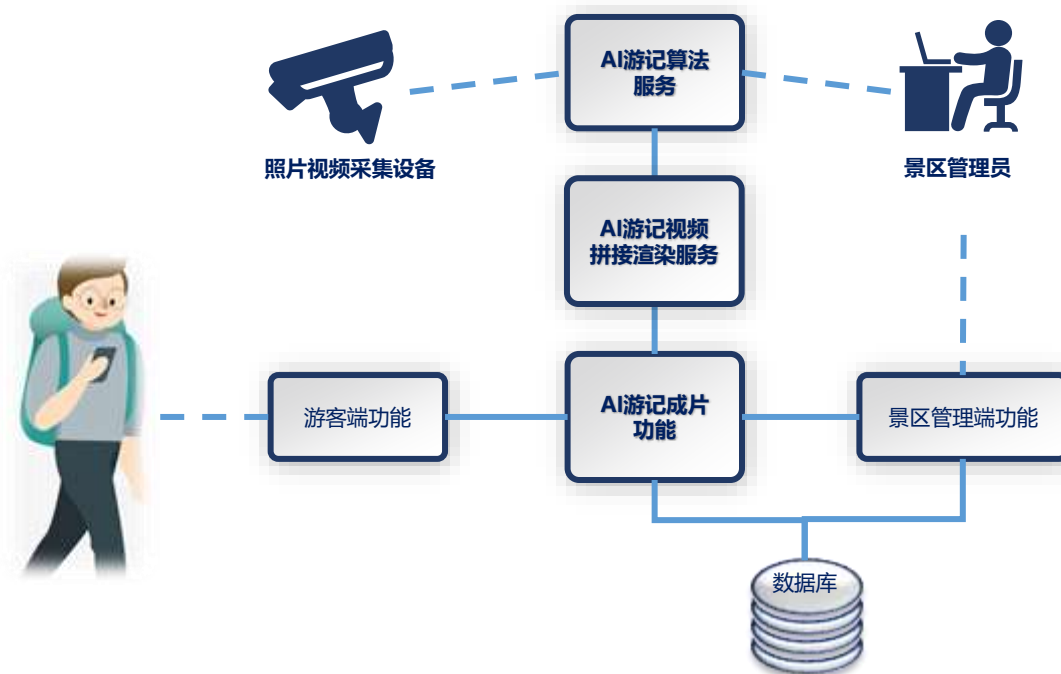 AI游记算法
服务
照片视频采集设备
景区管理员
AI游记视频
拼接渲染服务
游客端功能
AI游记成片
功能
景区管理端功能
数据库